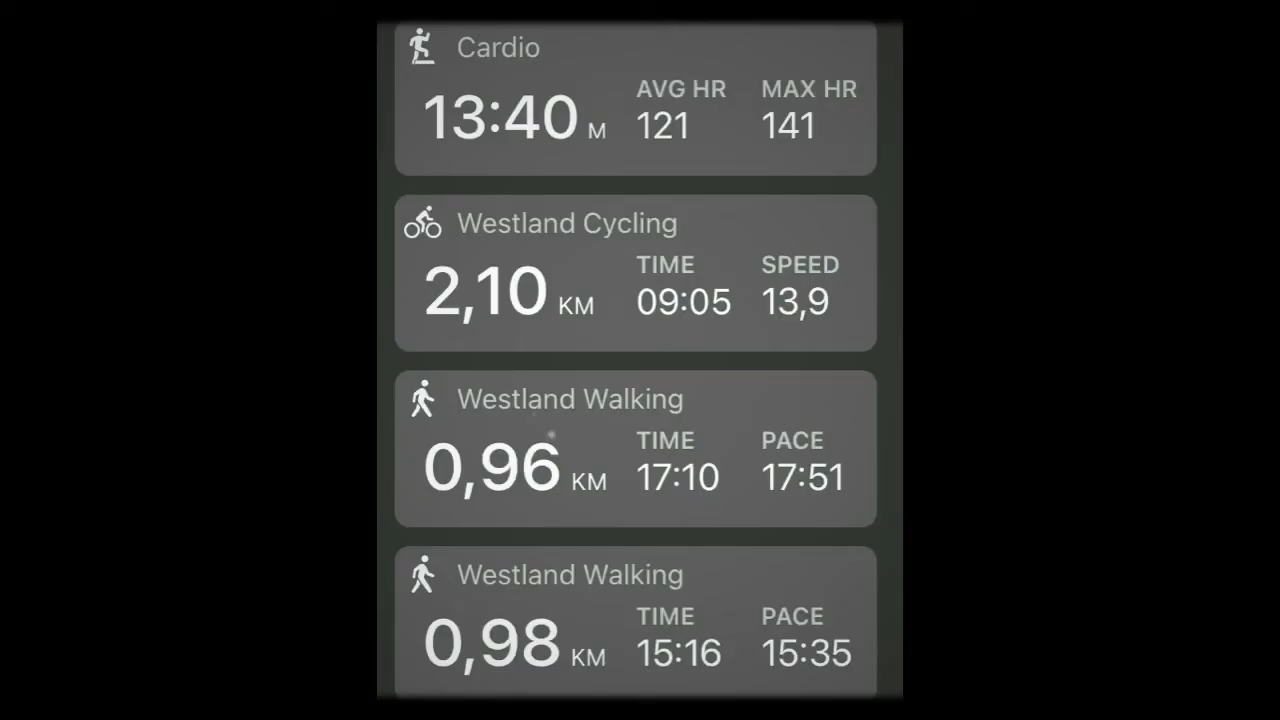 Cardio
13:40 M
AVG HR
121
MAX HR
141
Westland Cycling
2,10 KM
TIME
09:05
SPEED
13,9
Westland Walking
0,96 KM
TIME
17:10
PACE
17:51
Westland Walking
0,98 KM
TIME
15:16
PACE
15:35